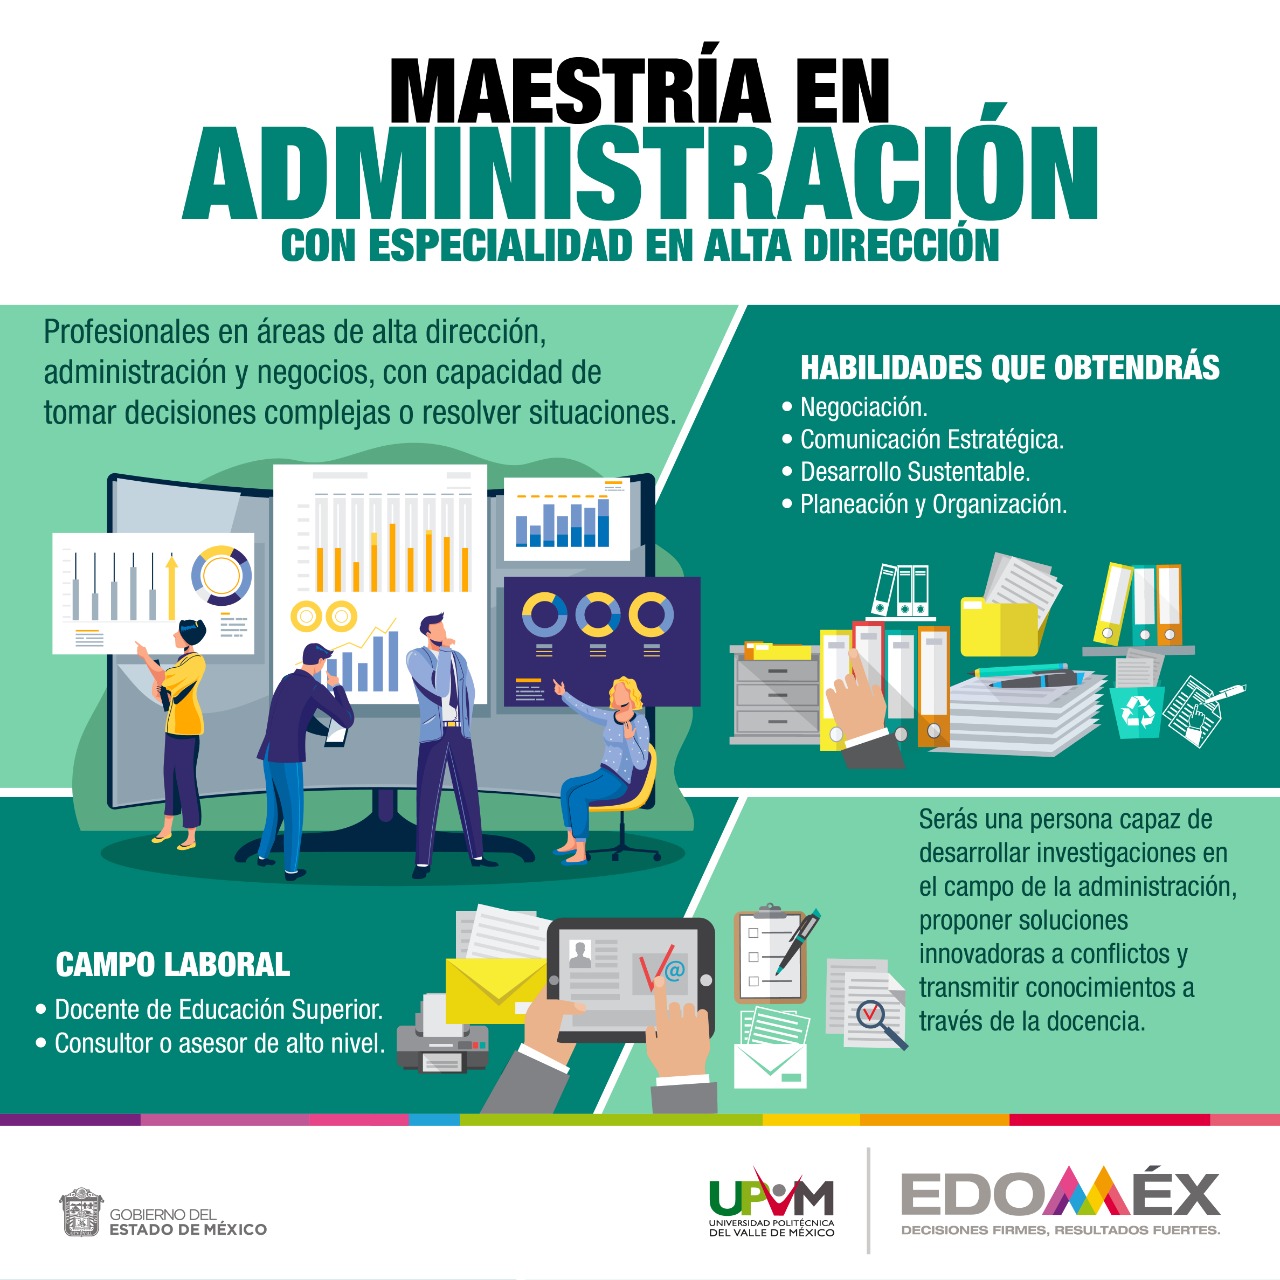 MAESTRÍA EN
ADMINISTRACIÓN
CON ESPECIALIDAD EN ALTA DIRECCIÓN
Profesionales en áreas de alta dirección,
administración y negocios, con capacidad de
tomar decisiones complejas o resolver situaciones.
HABILIDADES QUE OBTENDRÁS
• Negociación.
• Comunicación Estratégica.
• Desarrollo Sustentable.
• Planeación y Organización.
CAMPO LABORAL
• Docente de Educación Superior.
• Consultor o asesor de alto nivel.
@
Serás una persona capaz de
desarrollar investigaciones en
el campo de la administración,
proponer soluciones
innovadoras a conflictos y
transmitir conocimientos a
través de la docencia.
GOBIERNO DEL
ESTADO DE MÉXICO
UPVM
UNIVERSIDAD POLITÉCNICA
DEL VALLE DE MÉXICO
EDOMÉX
DECISIONES FIRMES, RESULTADOS FUERTES.